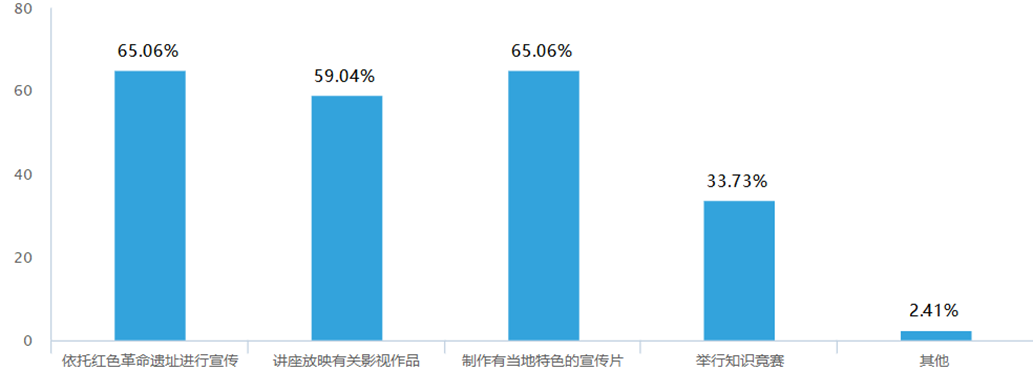 80
65.06%
59.04%
65.06%
60
40
33.73%
20
2.41%
0
依托红色革命遗址进行宣传
讲座放映有关影视作品
制作有当地特色的宣传片
举行知识竞赛
其他